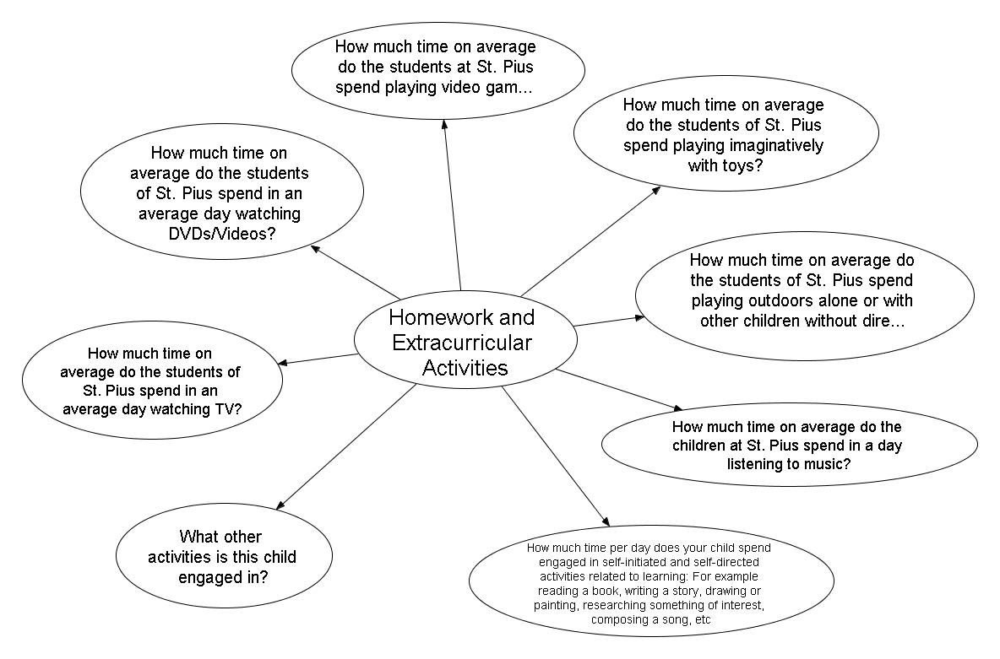 How much time on average
do the students at St. Pius
spend playing video gam...
How much time on average
do the students of St. Pius
spend playing imaginatively
with toys?
How much time on
average do the students
of St. Pius spend in an
average day watching
DVDs/Videos?
How much time on average do
the students of St. Pius spend
playing outdoors alone or with
other children without dire...
Homework and
Extracurricular
Activities
How much time on
average do the students of
St. Pius spend in an
average day watching TV?
How much time on average do the
children at St. Pius spend in a day
listening to music?
What other
activities is this child
engaged in?
How much time per day does your child spend
engaged in self-initiated and self-directed
activities related to learning: For example
reading a book, writing a story, drawing or
painting, researching something of interest,
composing a song, etc